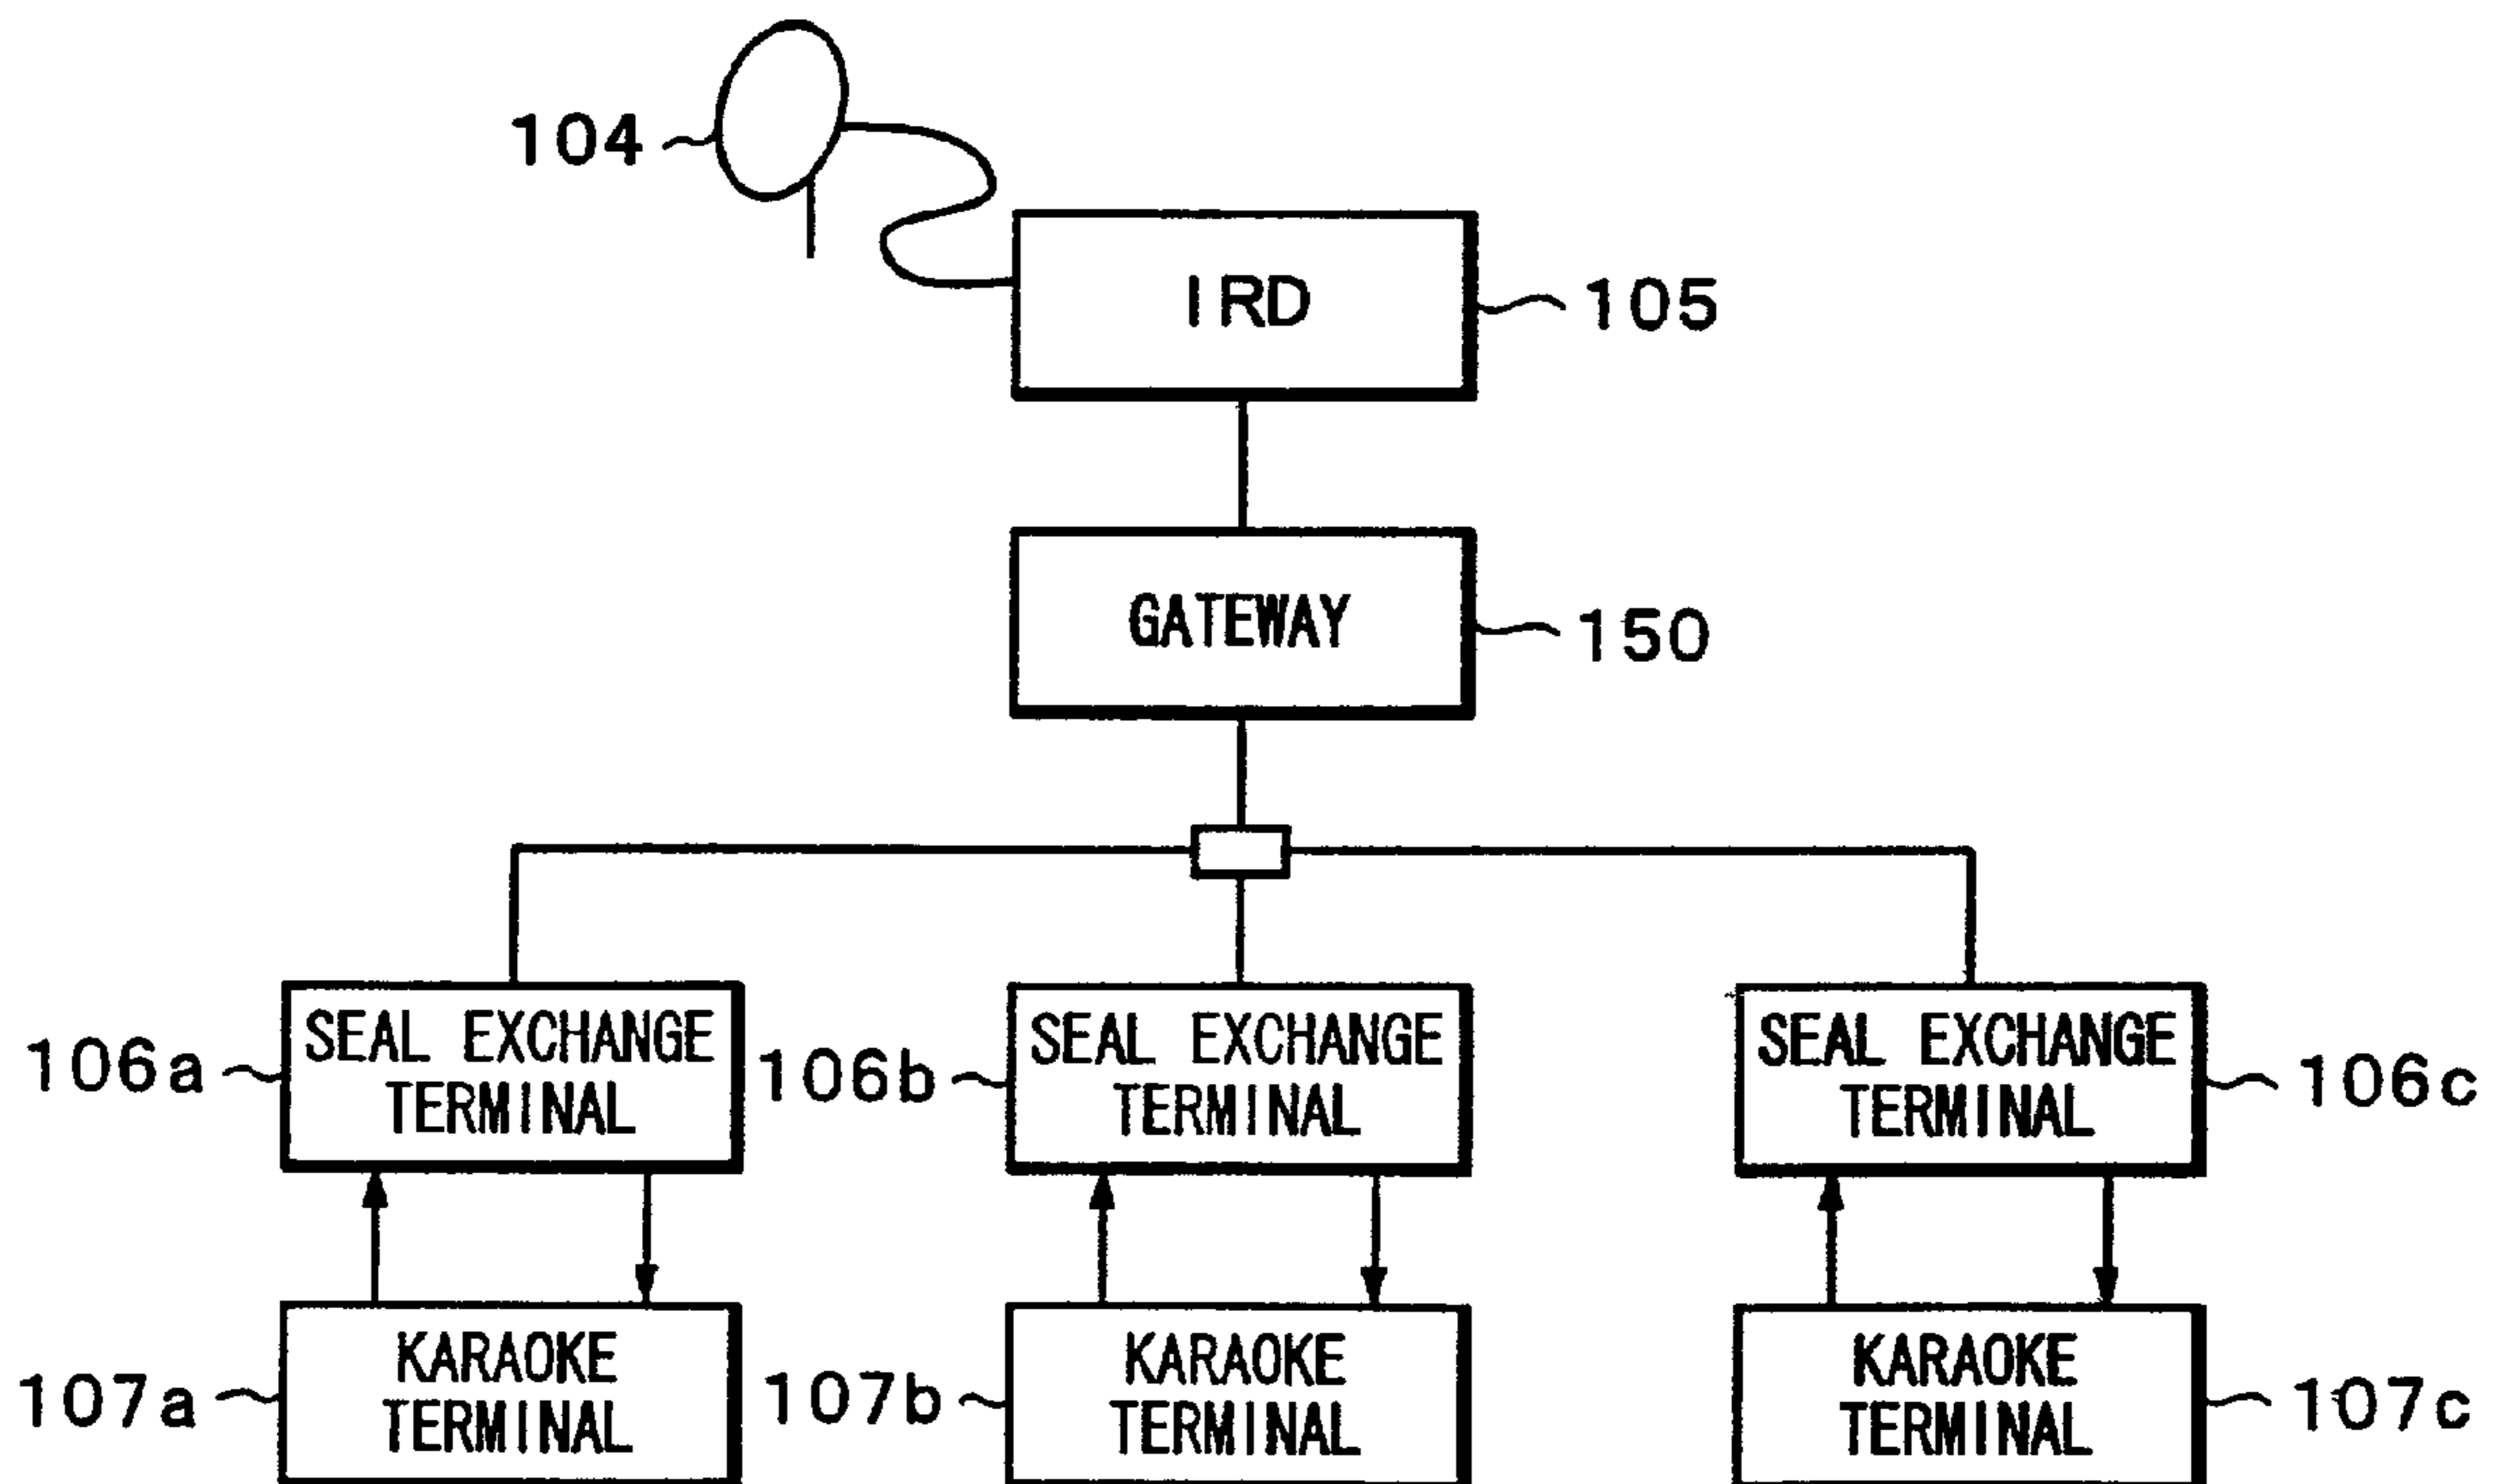 104
IRD
105
GATEWAY
150
106a
SEAL EXCHANGE
TERMINAL
106b
SEAL EXCHANGE
TERMINAL
SEAL EXCHANGE
TERMINAL
106c
107a
KARAOKE
TERMINAL
107b
KARAOKE
TERMINAL
KARAOKE
TERMINAL
107c